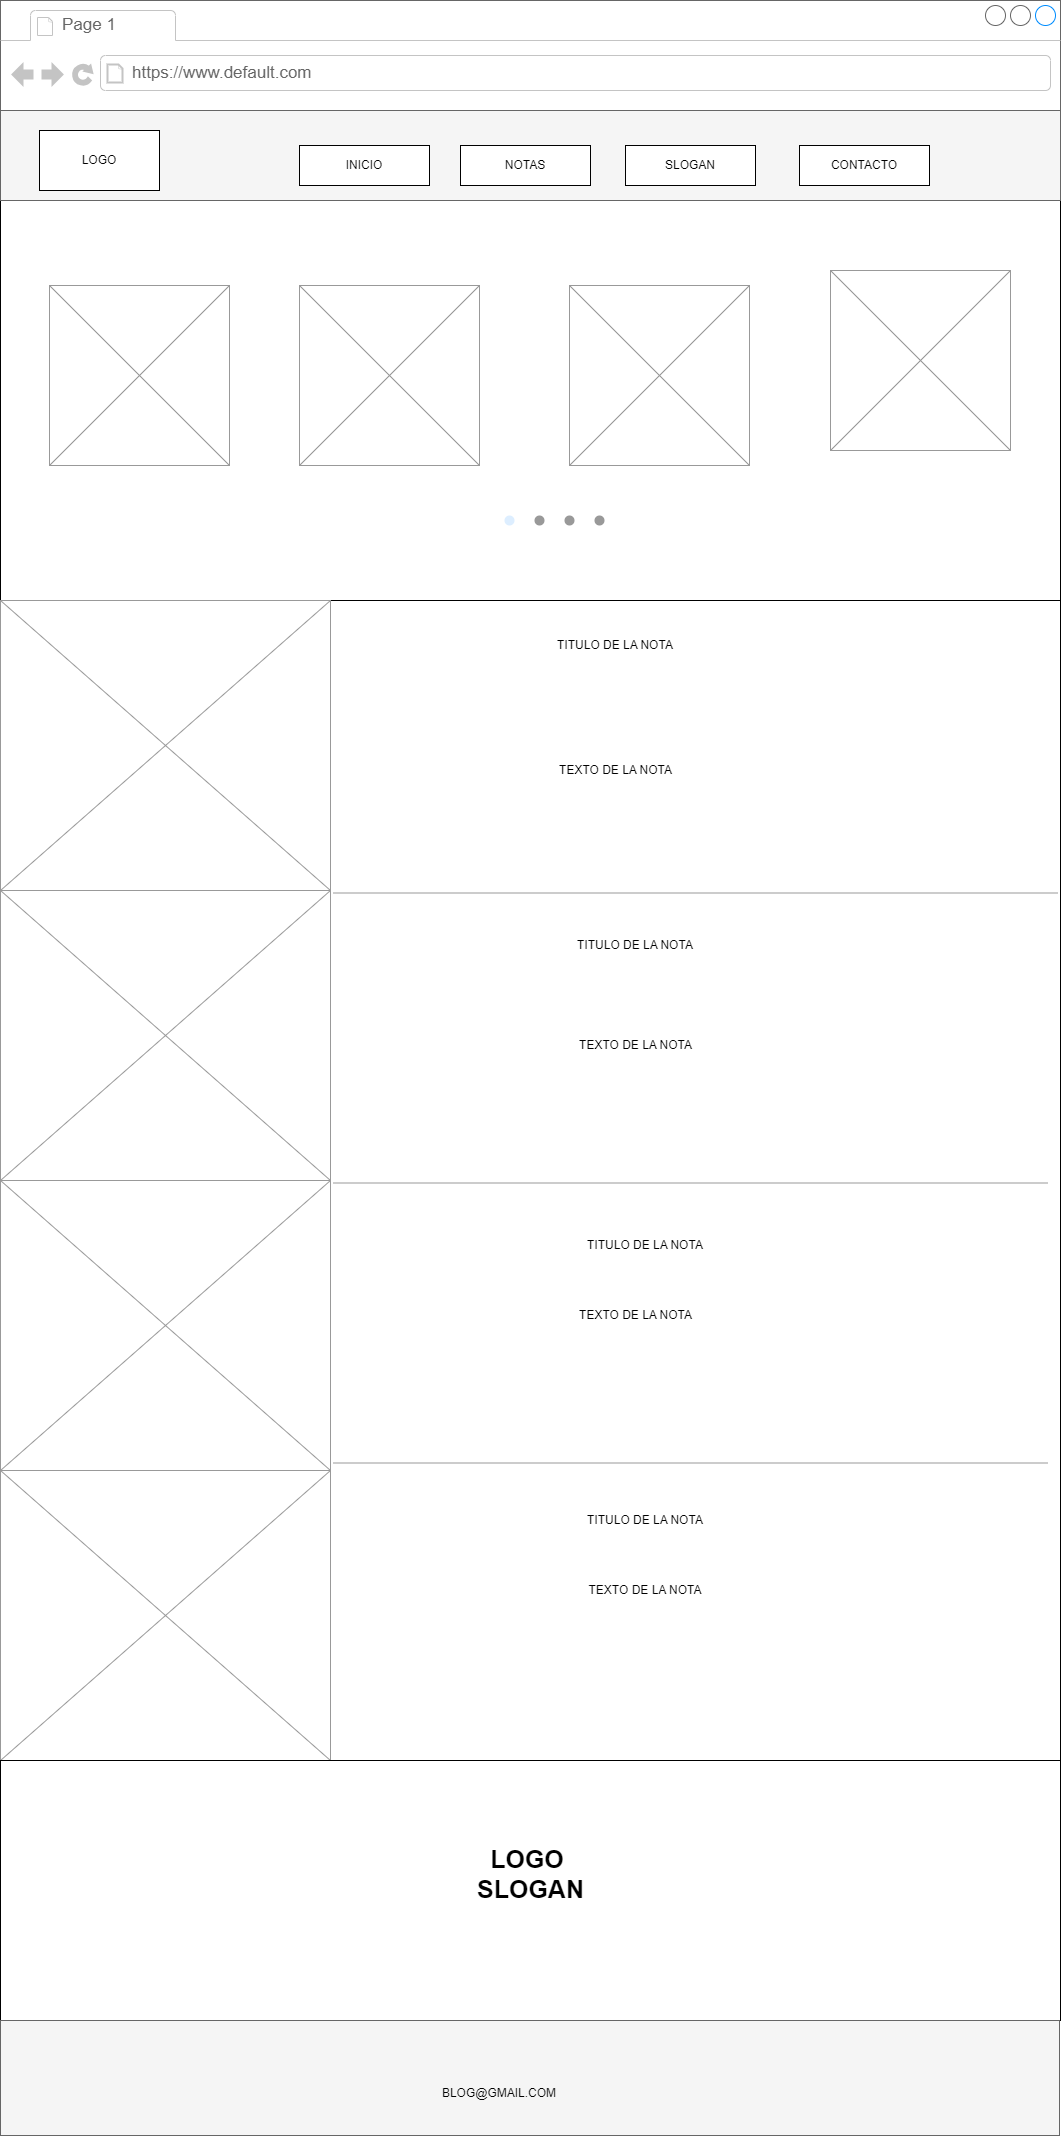 Page 1
https://www.default.com
LOGO
INICIO
NOTAS
SLOGAN
CONTACTO
TITULO DE LA NOTA
TEXTO DE LA NOTA
TITULO DE LA NOTA
TEXTO DE LA NOTA
TITULO DE LA NOTA
TEXTO DE LA NOTA
TITULO DE LA NOTA
TEXTO DE LA NOTA
LOGO
SLOGAN
BLOG@GMAIL.COM